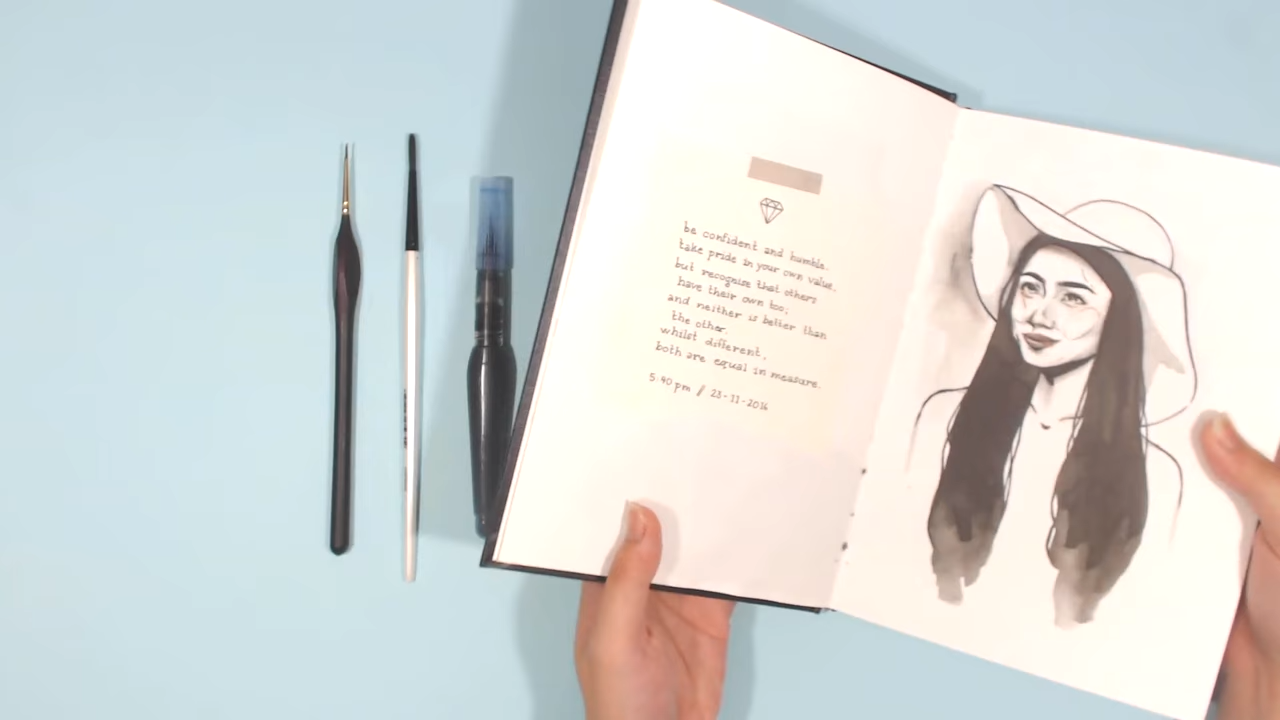 be confident and humble.
take pride in your own value.
but recognise that others
have their own too;
and neither is better than
the other.
whilst different,
both are equal in measure.
5:40 pm // 23-11-2016